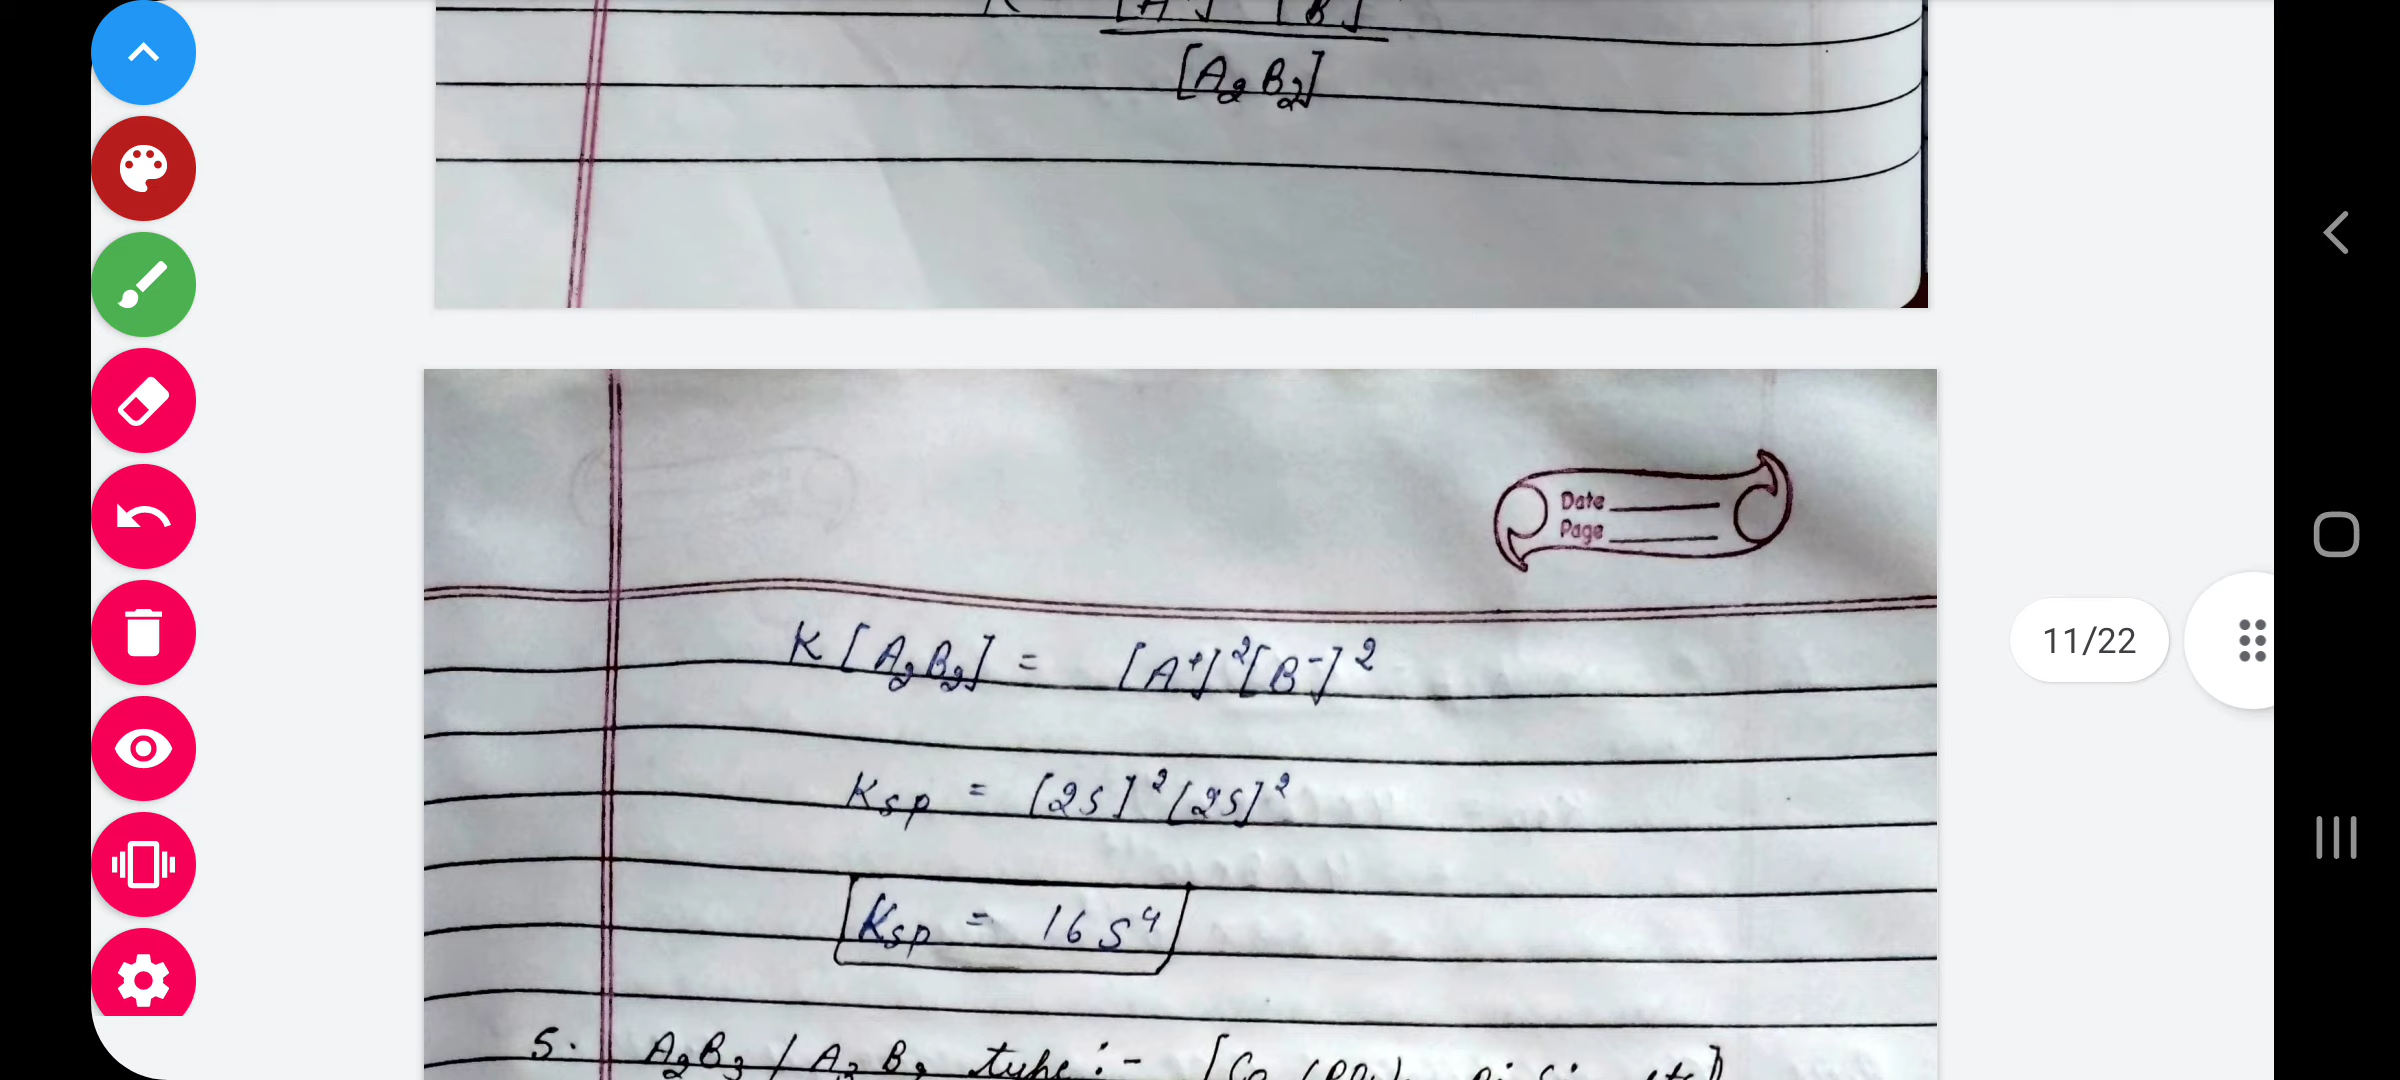 [A₂B₂]
Date
Page
K[A₂B₂] = [A⁺]²[B⁻]²
Ksp = [2s]²[2s]²
Ksp = 16s⁴
5. A₂B₃ / A₃B₂ type :-
11/22